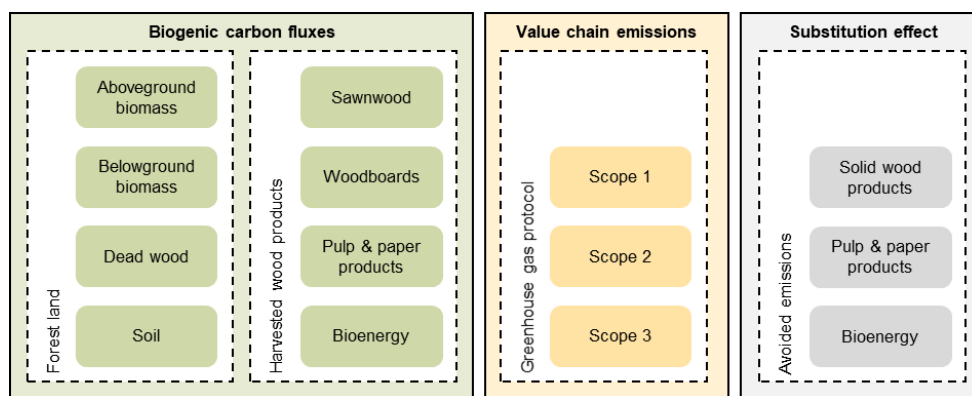 Biogenic carbon fluxes
Forest land
Aboveground
biomass
Belowground
biomass
Dead wood
Soil
Harvested wood products
Sawnwood
Woodboards
Pulp & paper
products
Bioenergy
Value chain emissions
Greenhouse gas protocol
Scope 1
Scope 2
Scope 3
Substitution effect
Avoided emissions
Solid wood
products
Pulp & paper
products
Bioenergy